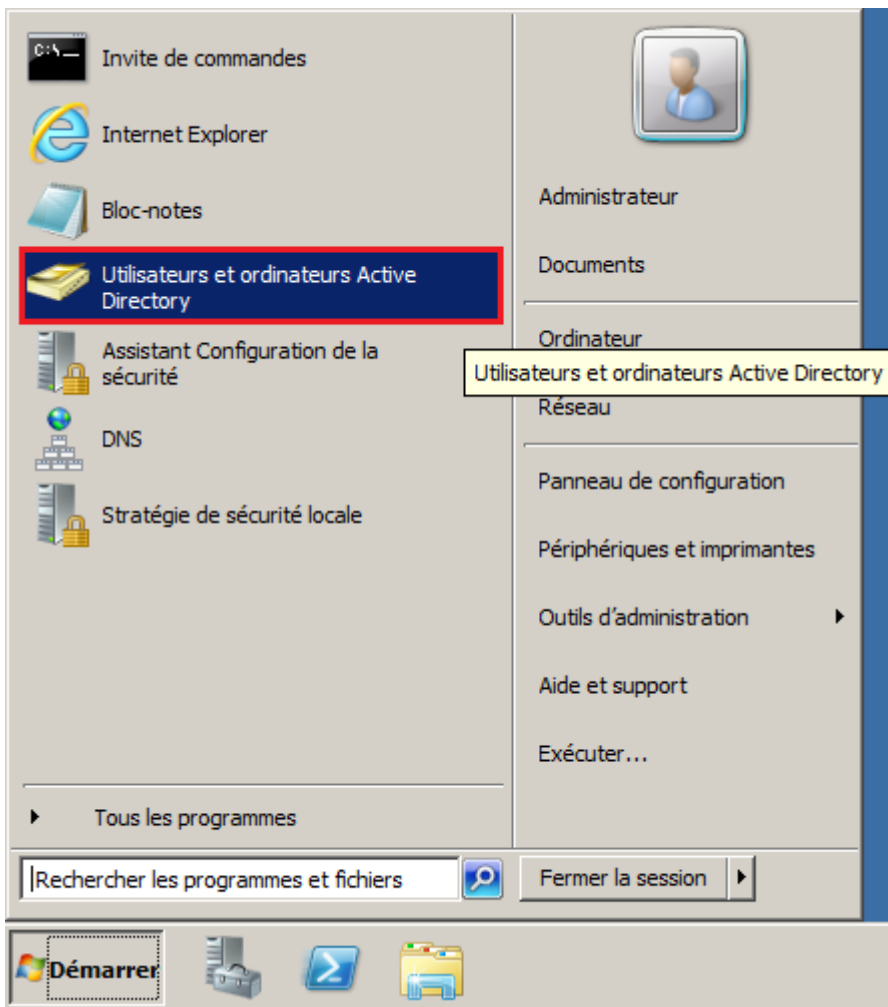 C:\_
Invite de commandes
Internet Explorer
Bloc-notes
Utilisateurs et ordinateurs Active
Directory
Assistant Configuration de la
sécurité
DNS
Stratégie de sécurité locale
Tous les programmes
Rechercher les programmes et fichiers
Administrateur
Documents
Ordinateur
Utilisateurs et ordinateurs Active Directory
Réseau
Panneau de configuration
Périphériques et imprimantes
Outils d'administration
Aide et support
Exécuter...
Fermer la session
Démarrer